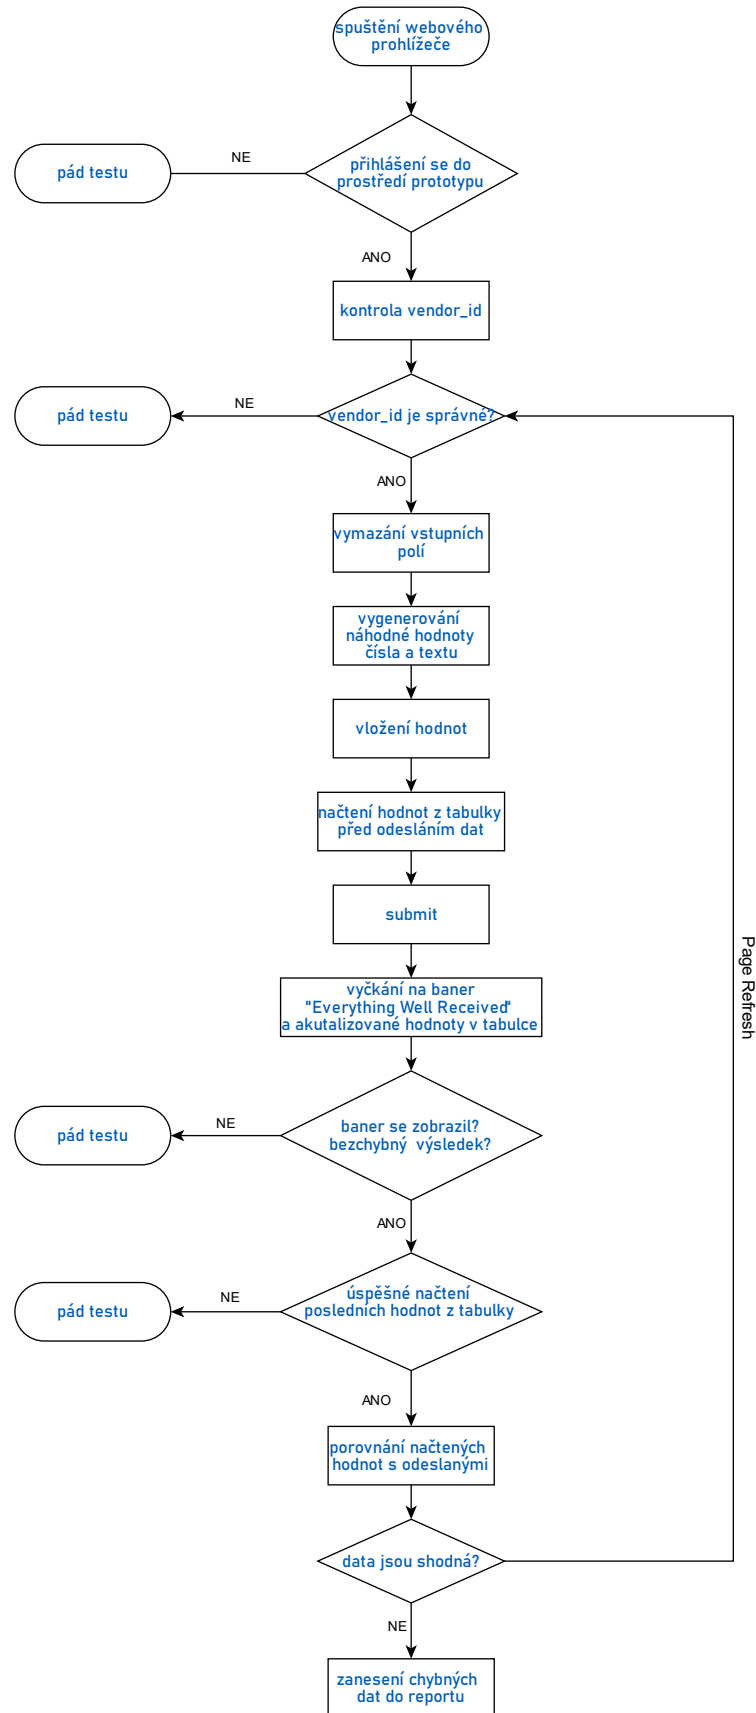 spuštění webového
prohlížeče
NE
pád testu
přihlášení se do
prostředí prototypu
ANO
kontrola vendor_id
NE
pád testu
vendor_id je správné?
ANO
vymazání vstupních
polí
vygenerování
náhodné hodnoty
čísla a textu
vložení hodnot
načtení hodnot z tabulky
před odesláním dat
submit
Page Refresh
vyčkání na baner
"Everything Well Received"
a akutalizované hodnoty v tabulce
NE
pád testu
baner se zobrazil?
bezchybný výsledek?
ANO
NE
pád testu
úspěšné načtení
posledních hodnot z tabulky
ANO
porovnání načtených
hodnot s odeslanými
data jsou shodná?
NE
zanesení chybných
dat do reportu